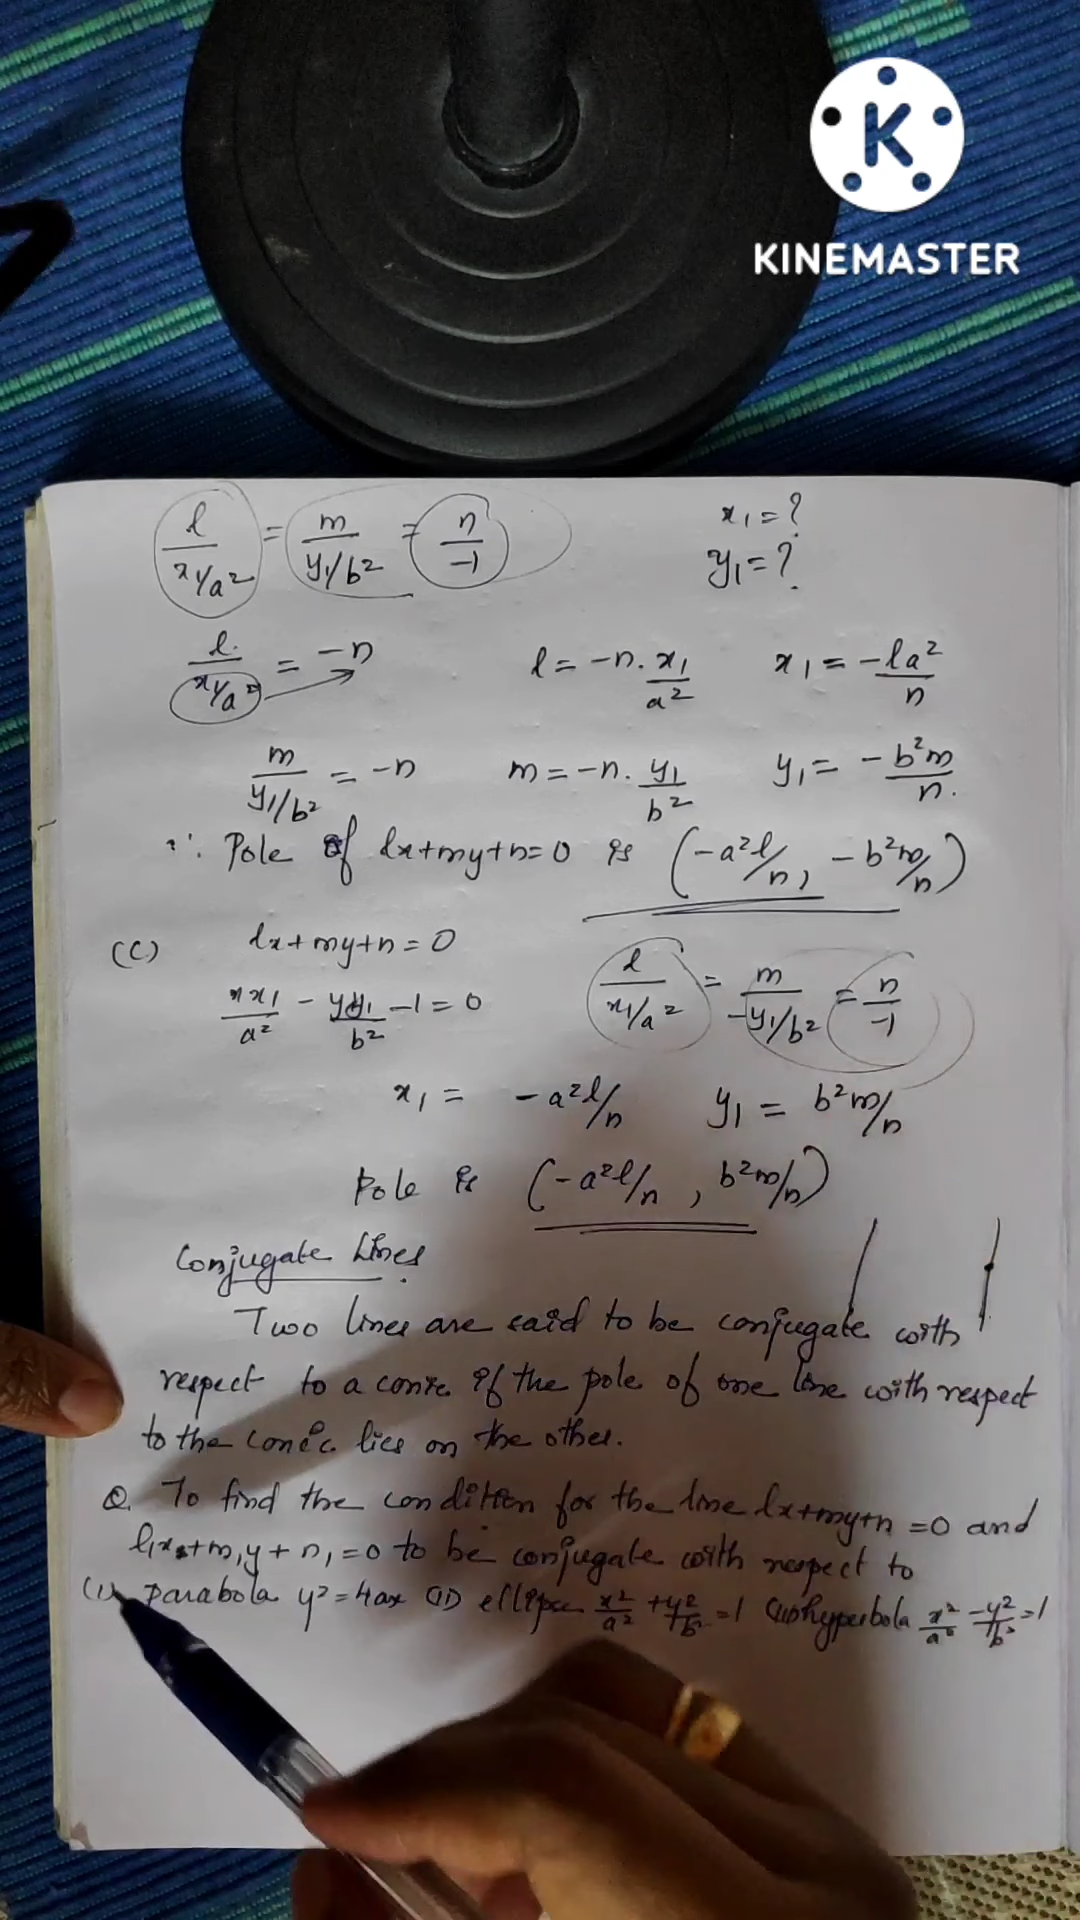 K
KINEMASTER
l/(x1/a²) = m/(y1/b²) = n/-1
x1 = ?
y1 = ?
l/(x1/a²) = -n    l = -n. x1/a²    x1 = -la²/n
m/(y1/b²) = -n    m = -n. y1/b²    y1 = -b²m/n.
∴ Pole of lx+my+n=0 is (-a²l/n, -b²m/n)
(C) lx+my+n=0
xx1/a² - yy1/b² -1 = 0    l/(x1/a²) = m/(-y1/b²) = n/-1
x1 = -a²l/n    y1 = b²m/n
Pole is (-a²l/n, b²m/n)
Conjugate Lines
Two lines are said to be conjugate with
respect to a conic if the pole of one line with respect
to the conic lies on the other.
Q. To find the condition for the line lx+my+n=0 and
l1x+m1y+n1=0 to be conjugate with respect to
(I) parabola y²=4ax (II) ellipse x²/a² + y²/b² = 1 (III) hyperbola x²/a² - y²/b² = 1